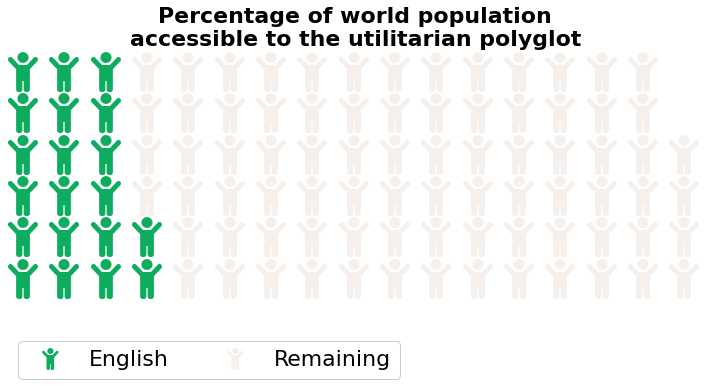 Percentage of world population
accessible to the utilitarian polyglot
English
Remaining